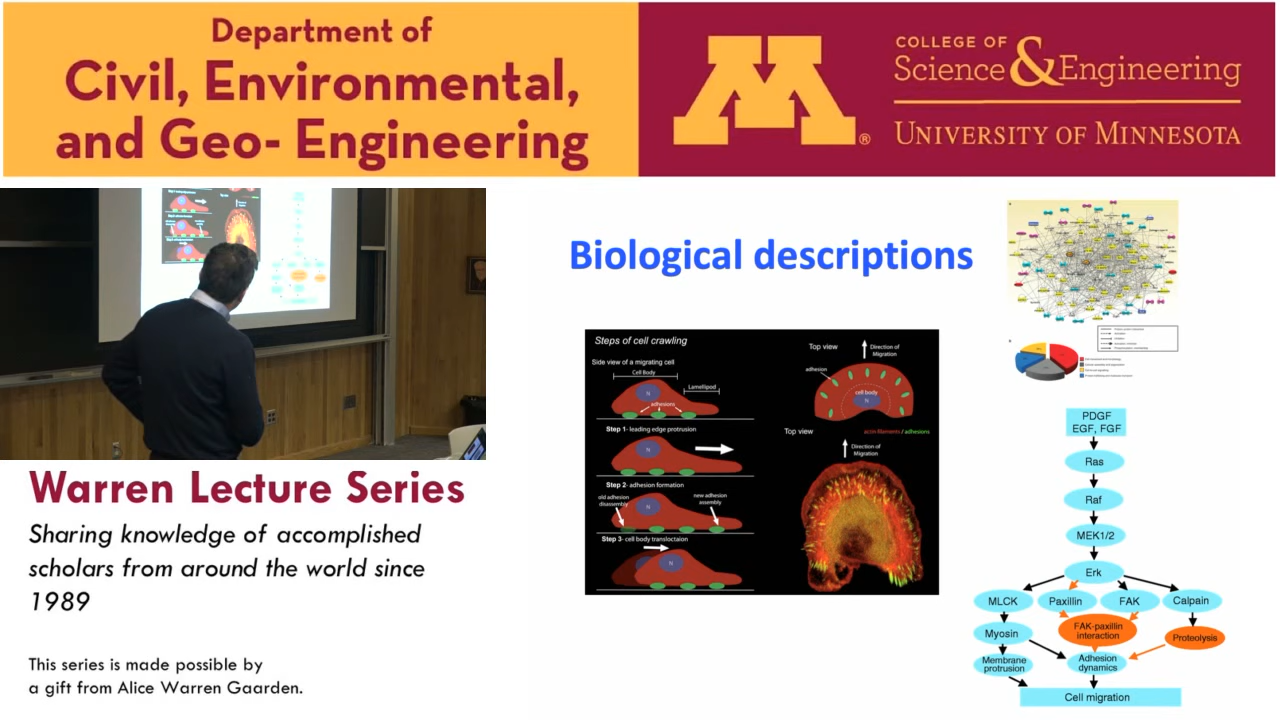 Department of
Civil, Environmental,
and Geo- Engineering
M®
COLLEGE OF
Science & Engineering
UNIVERSITY OF MINNESOTA
Warren Lecture Series
Sharing knowledge of accomplished
scholars from around the world since
1989
This series is made possible by
a gift from Alice Warren Gaarden.
Biological descriptions
Steps of cell crawling
Side view of a migrating cell
Cell Body
Lamellipod
N
adhesions
Step 1- leading edge protrusion
N
Step 2- adhesion formation
old adhesion
disassembly
N
new adhesion
assembly
Step 3- cell body transloctaion
N
Top view
Direction of
Migration
adhesion
cell body
N
actin filaments / adhesions
Top view
Direction of
Migration
PDGF
EGF, FGF
Ras
Raf
MEK1/2
Erk
MLCK
Paxillin
FAK
Calpain
Myosin
FAK-paxillin
interaction
Proteolysis
Membrane
protrusion
Adhesion
dynamics
Cell migration